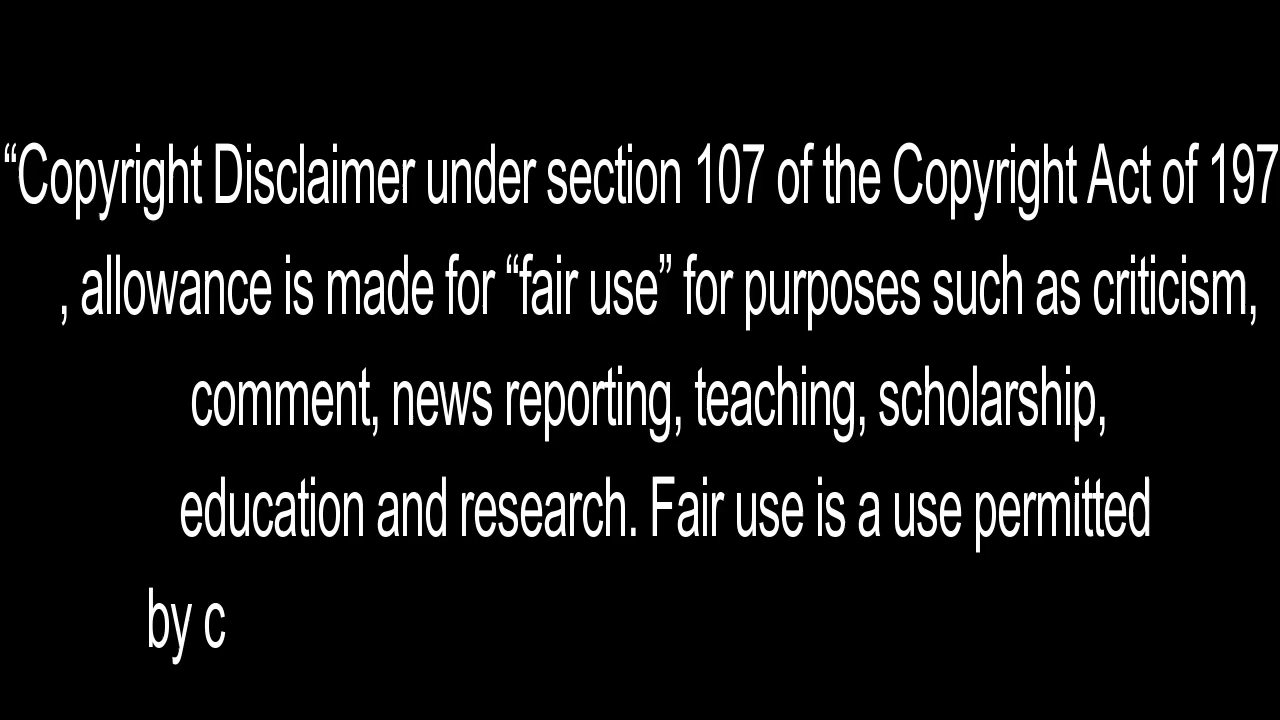 “Copyright Disclaimer under section 107 of the Copyright Act of 197
, allowance is made for “fair use” for purposes such as criticism,
comment, news reporting, teaching, scholarship,
education and research. Fair use is a use permitted
by c